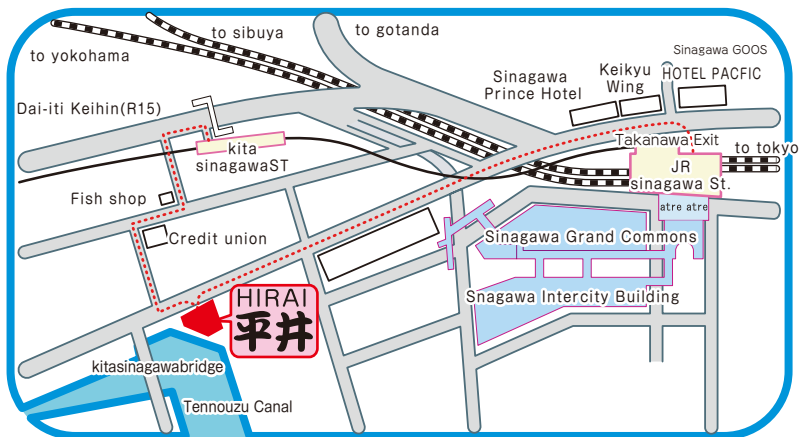 to sibuya
to gotanda
to yokohama
Sinagawa GOOS
Keikyu
Wing
HOTEL PACFIC
Sinagawa
Prince Hotel
Dai-iti Keihin(R15)
Takanawa Exit
to tokyo
kita
sinagawaST
JR
sinagawa St.
Fish shop
atre atre
Credit union
Sinagawa Grand Commons
HIRAI
平井
Snagawa Intercity Building
kitasinagawabridge
Tennouzu Canal